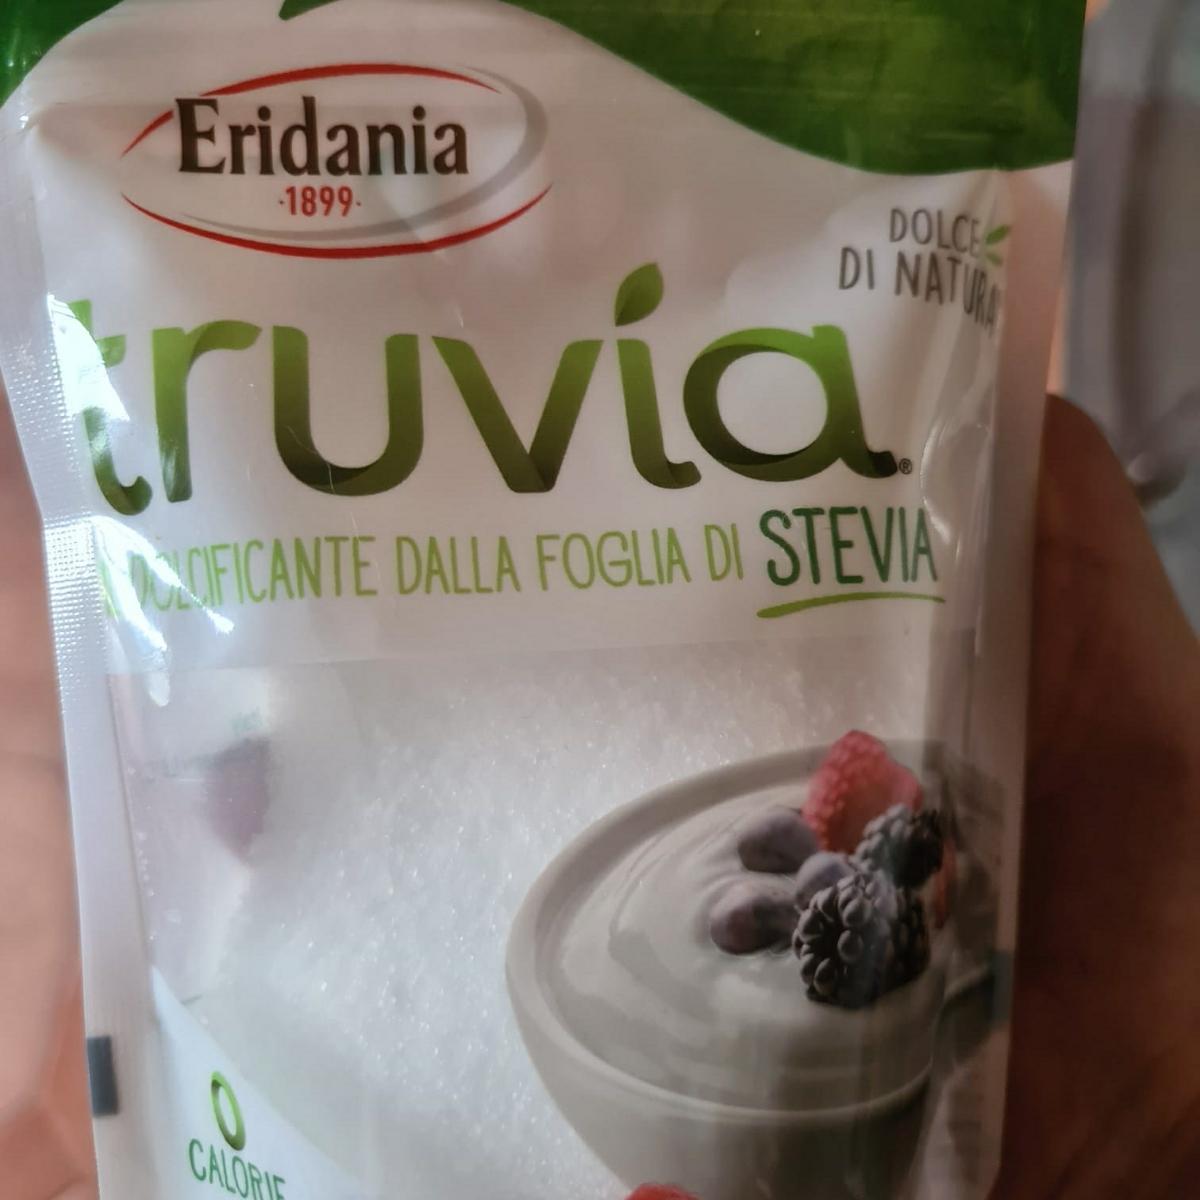 Eridania
·1899·
DOLCE
DI NATURA
truvia®
DOLCIFICANTE DALLA FOGLIA DI STEVIA
0
CALORIE